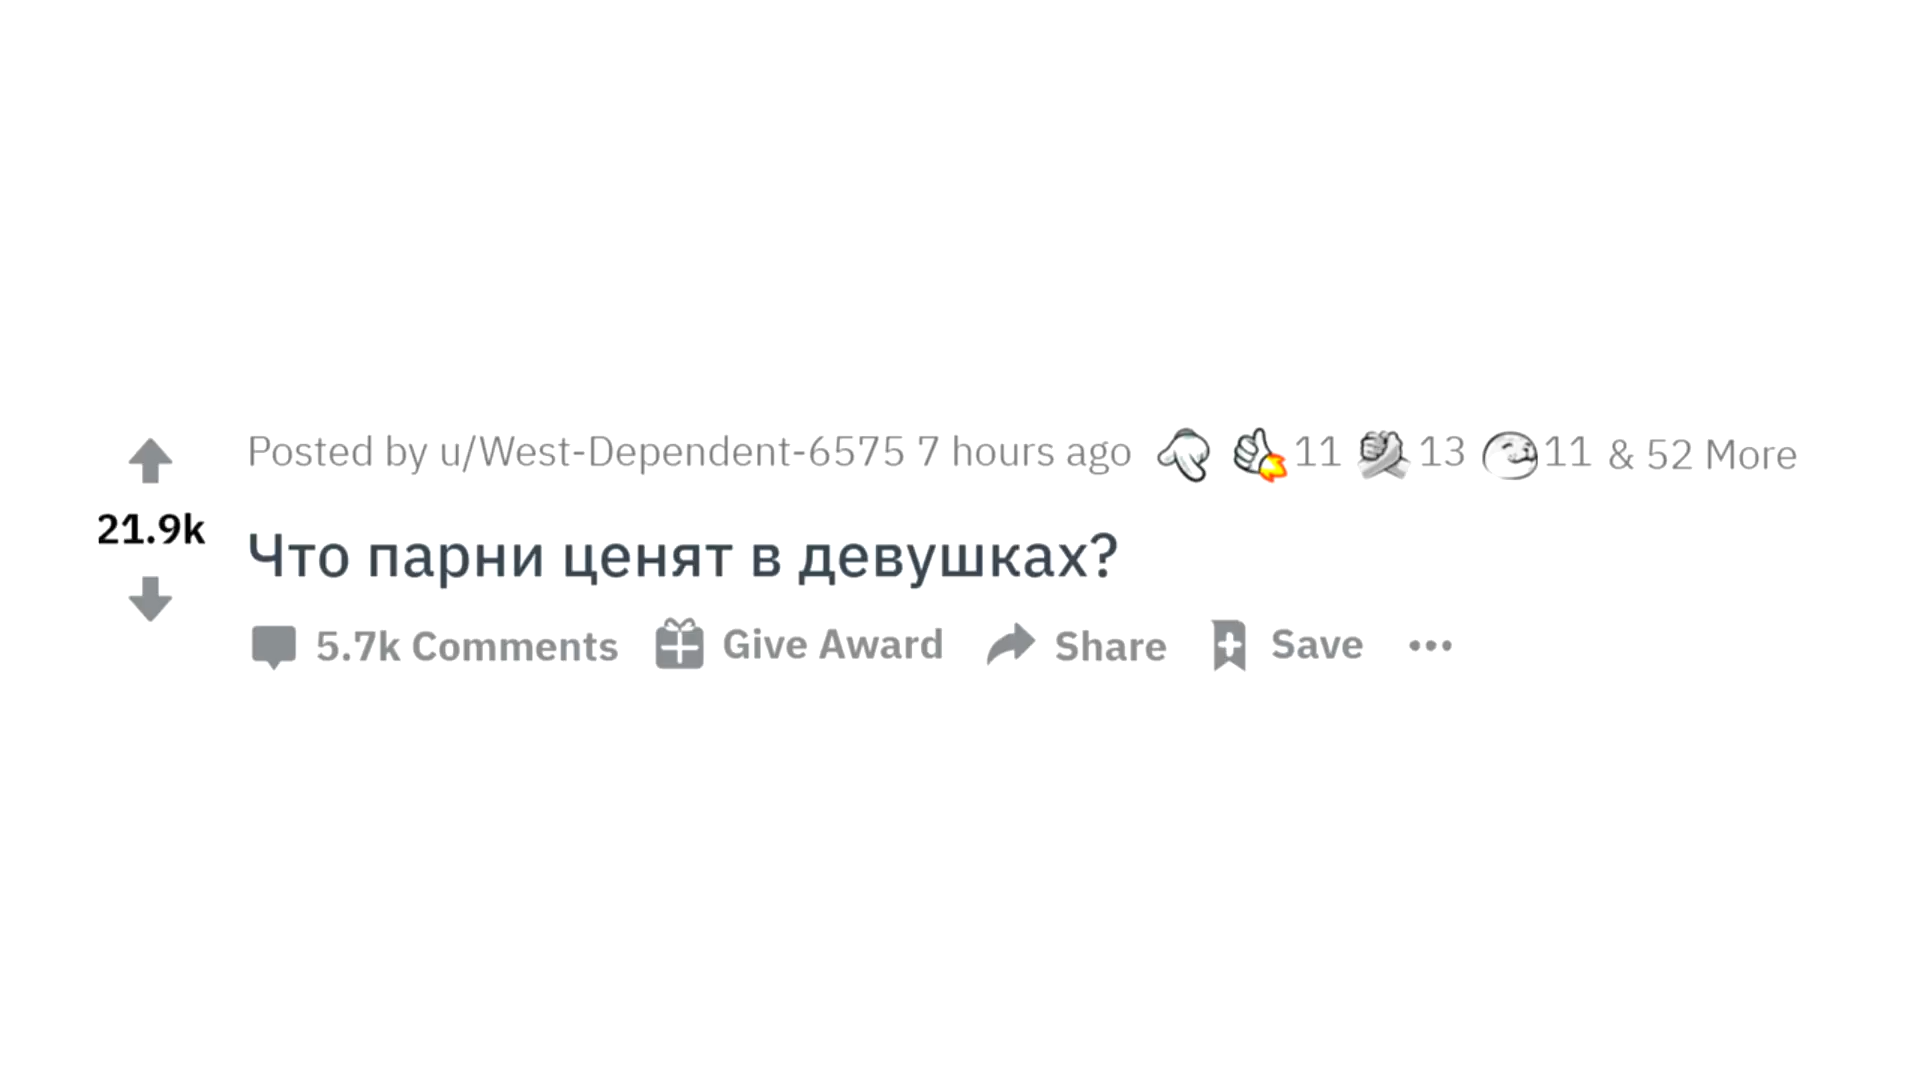 Posted by u/West-Dependent-6575 7 hours ago 11 13 11 & 52 More
21.9k
Что парни ценят в девушках?
5.7k Comments Give Award Share Save ...